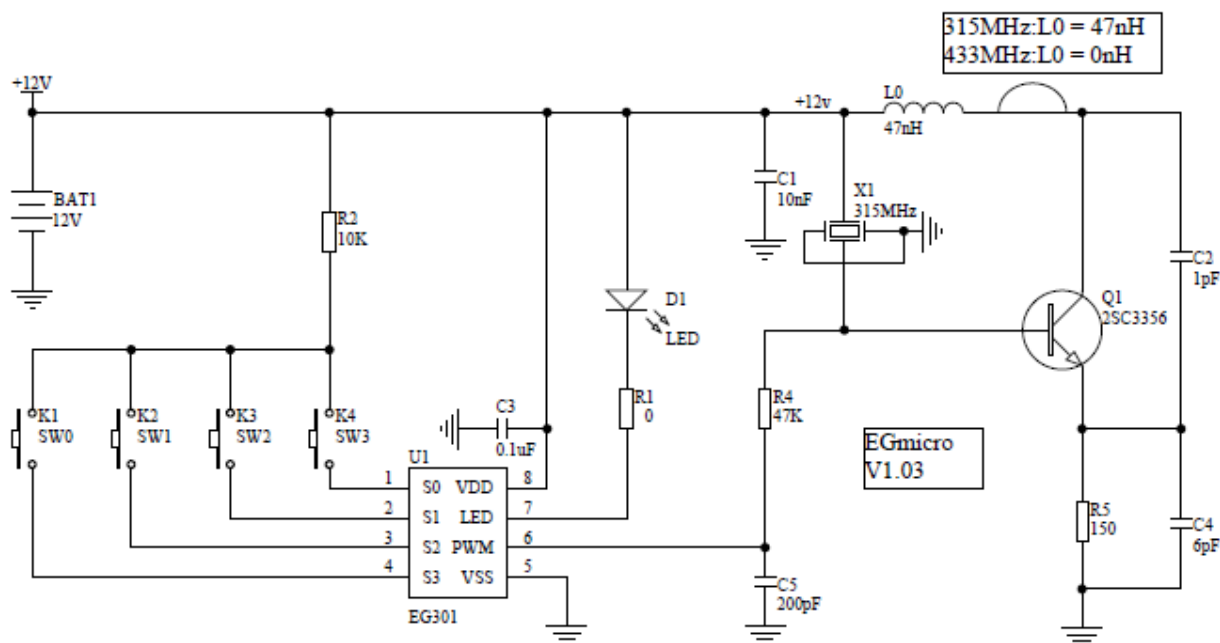 315MHz:L0 = 47nH
433MHz:L0 = 0nH
+12V
+12v
L0
47nH
BAT1
12V
R2
10K
C1
10nF
X1
315MHz
C2
1pF
D1
LED
Q1
2SC3356
K1
SW0
K2
SW1
K3
SW2
K4
SW3
C3
0.1uF
R1
0
R4
47K
EGmicro
V1.03
U1
1 S0 VDD 8
2 S1 LED 7
3 S2 PWM 6
4 S3 VSS 5
EG301
C5
200pF
R5
150
C4
6pF